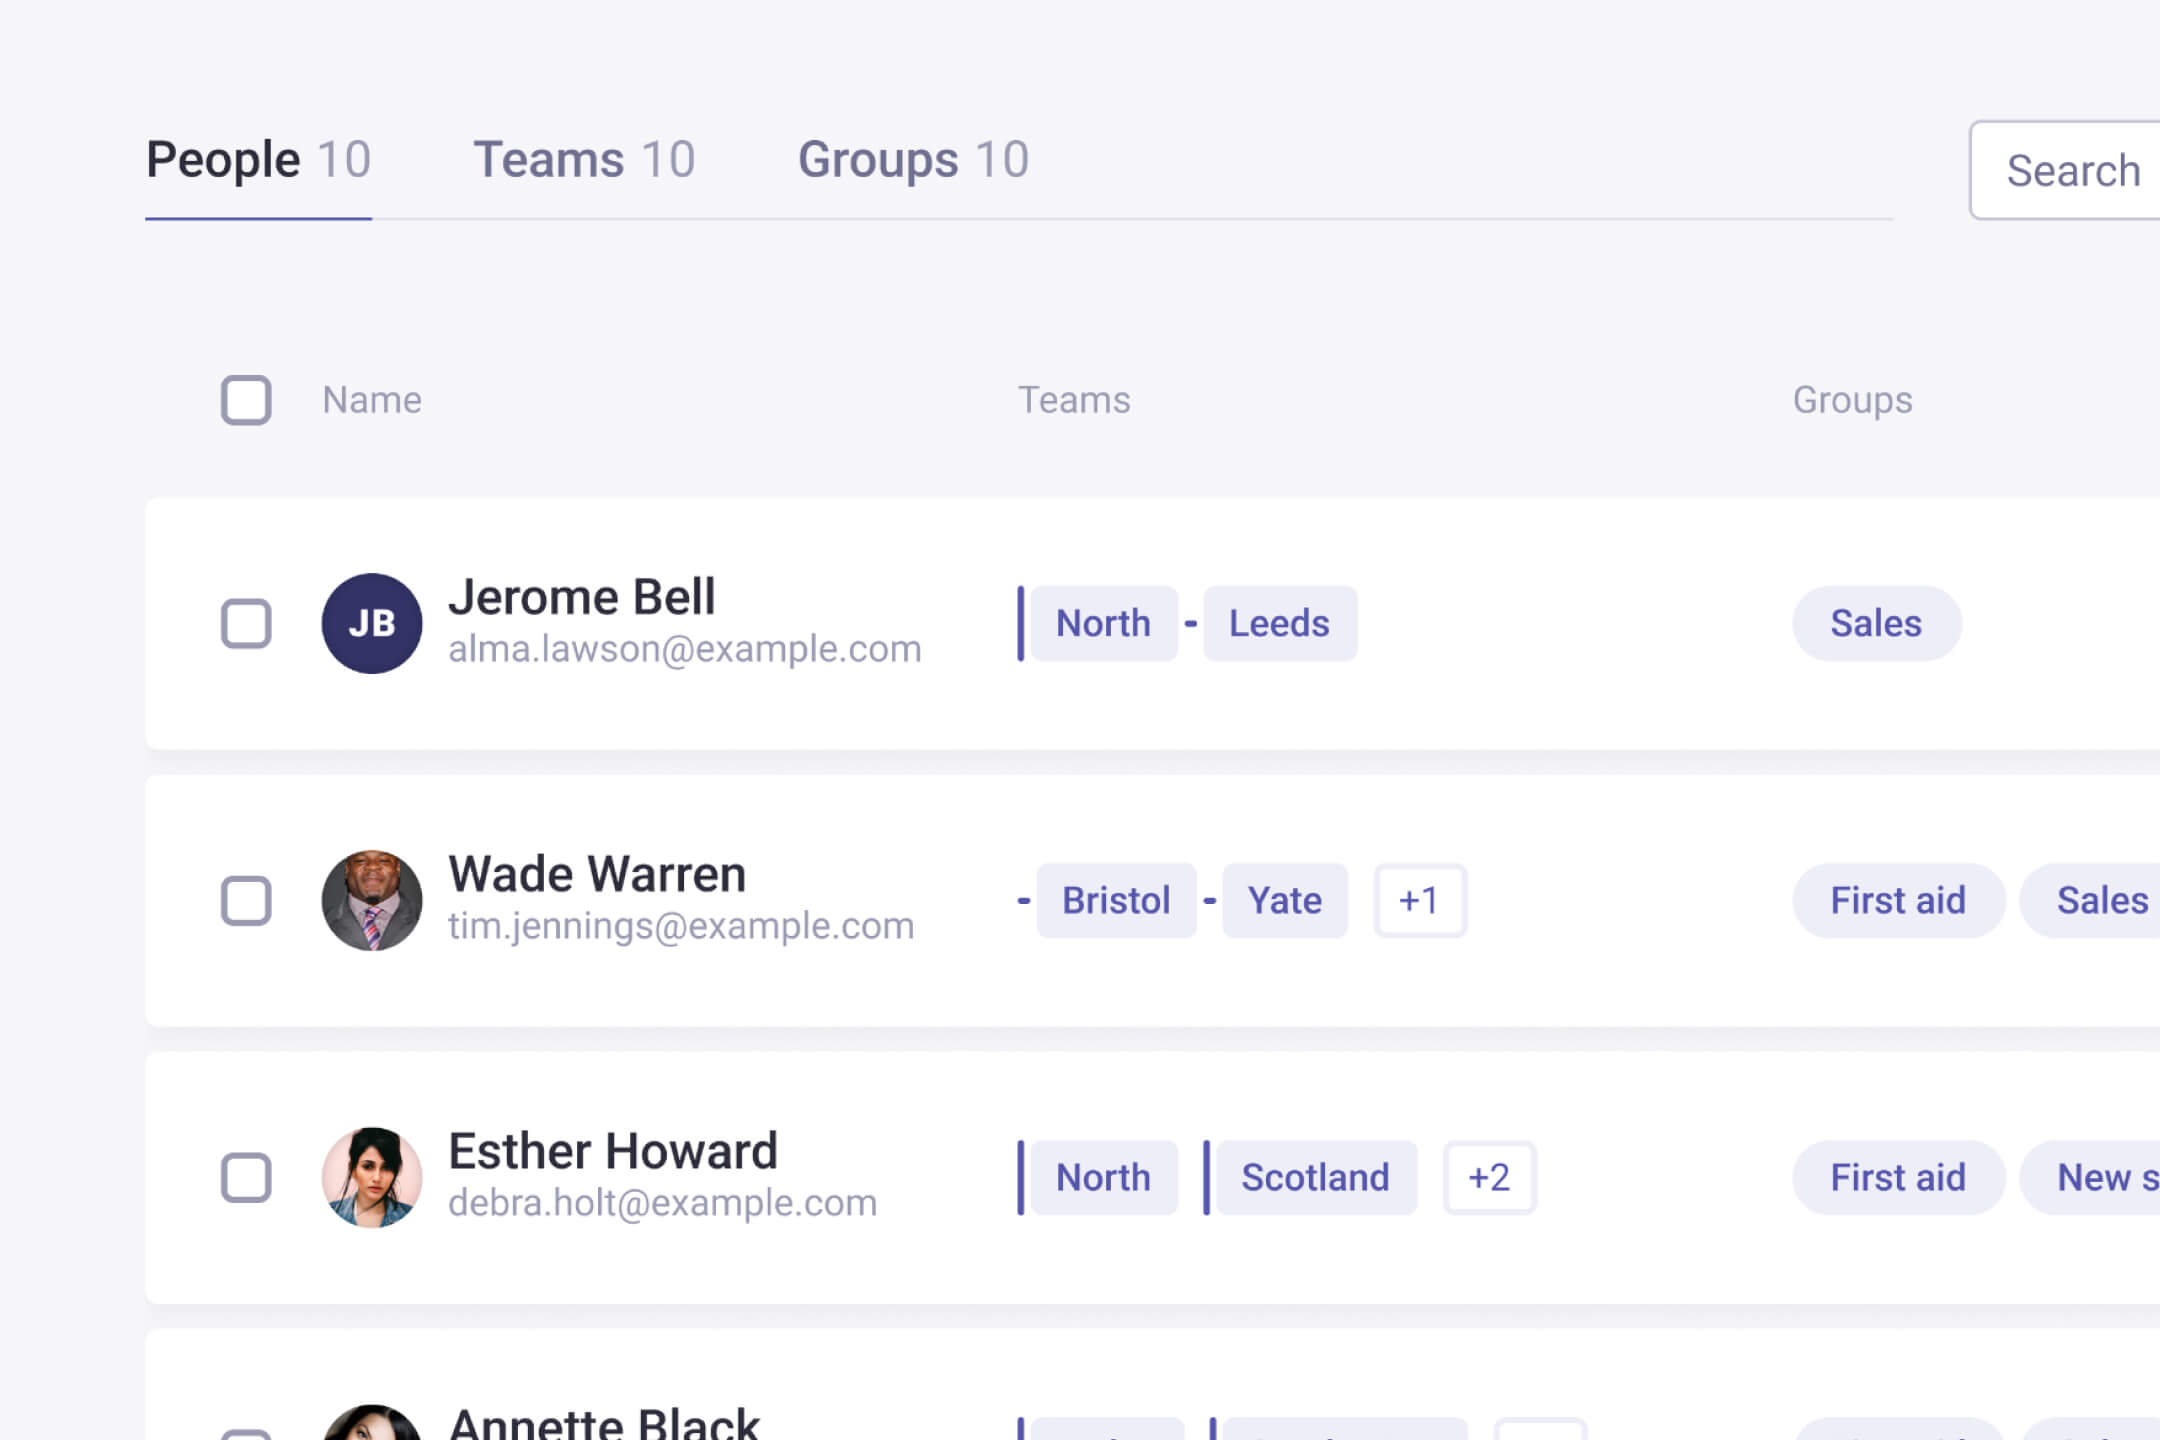 People 10 Teams 10 Groups 10
Search
Name Teams Groups
JB Jerome Bell
alma.lawson@example.com
North - Leeds
Sales
Wade Warren
tim.jennings@example.com
- Bristol - Yate +1
First aid Sales
Esther Howard
debra.holt@example.com
North Scotland +2
First aid New s
Annette Black